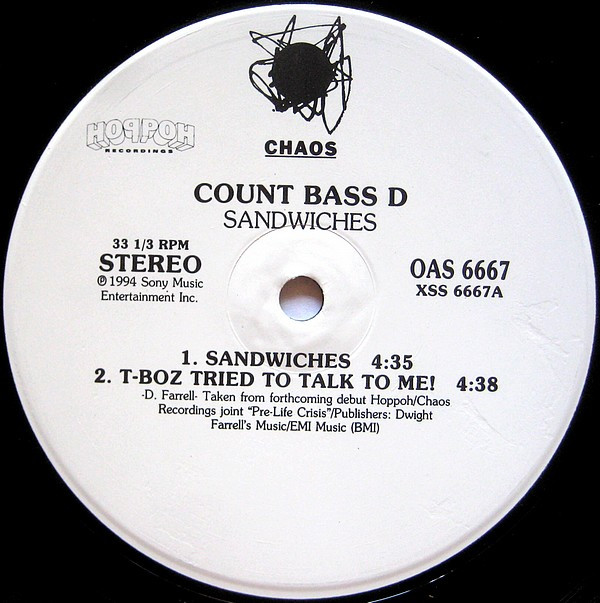 CHAOS
HOPPOH
RECORDINGS
COUNT BASS D
SANDWICHES
33 1/3 RPM
STEREO
℗ 1994 Sony Music
Entertainment Inc.
OAS 6667
XSS 6667A
1. SANDWICHES 4:35
2. T-BOZ TRIED TO TALK TO ME! 4:38
-D. Farrell- Taken from forthcoming debut Hoppoh/Chaos
Recordings joint "Pre-Life Crisis"/Publishers: Dwight
Farrell's Music/EMI Music (BMI)